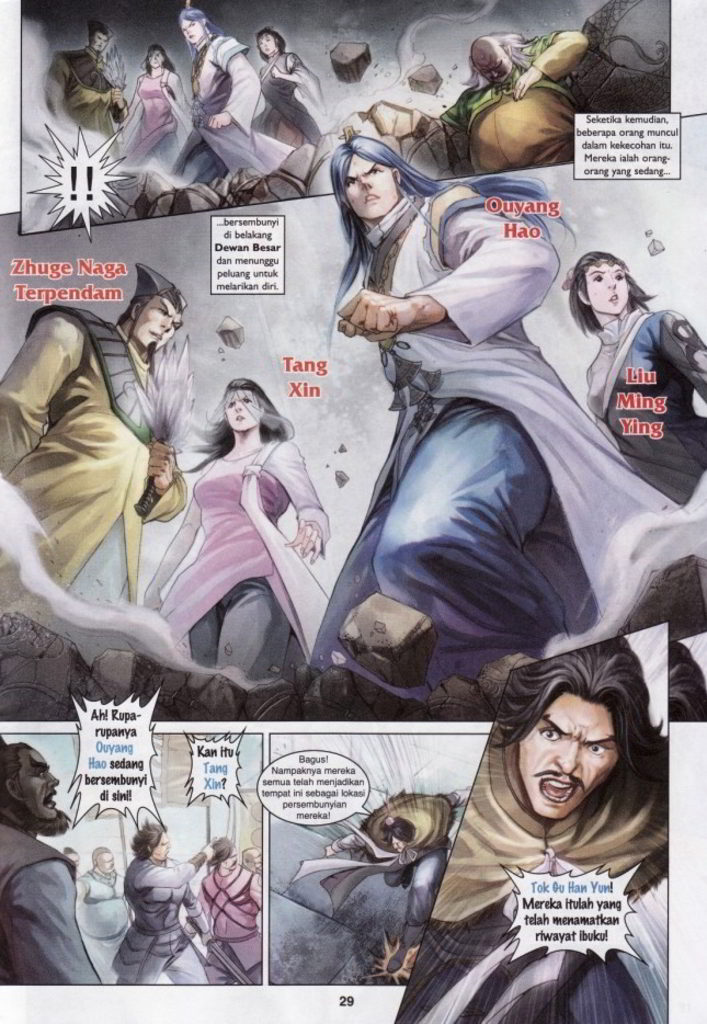 Seketika kemudian,
beberapa orang muncul
dalam kekecohan itu.
Mereka ialah orang-
orang yang sedang...
!!
...bersembunyi
di belakang
Dewan Besar
dan menunggu
peluang untuk
melarikan diri.
Ouyang
Hao
Zhuge Naga
Terpendam
Tang
Xin
Liu
Ming
Ying
Ah! Rupa-
rupanya
Ouyang
Hao sedang
bersembunyi
di sini!
Kan itu
Tang
Xin?
Bagus!
Nampaknya mereka
semua telah menjadikan
tempat ini sebagai lokasi
persembunyian
mereka!
Tok Gu Han Yun!
Mereka itulah yang
telah menamatkan
riwayat ibuku!
29